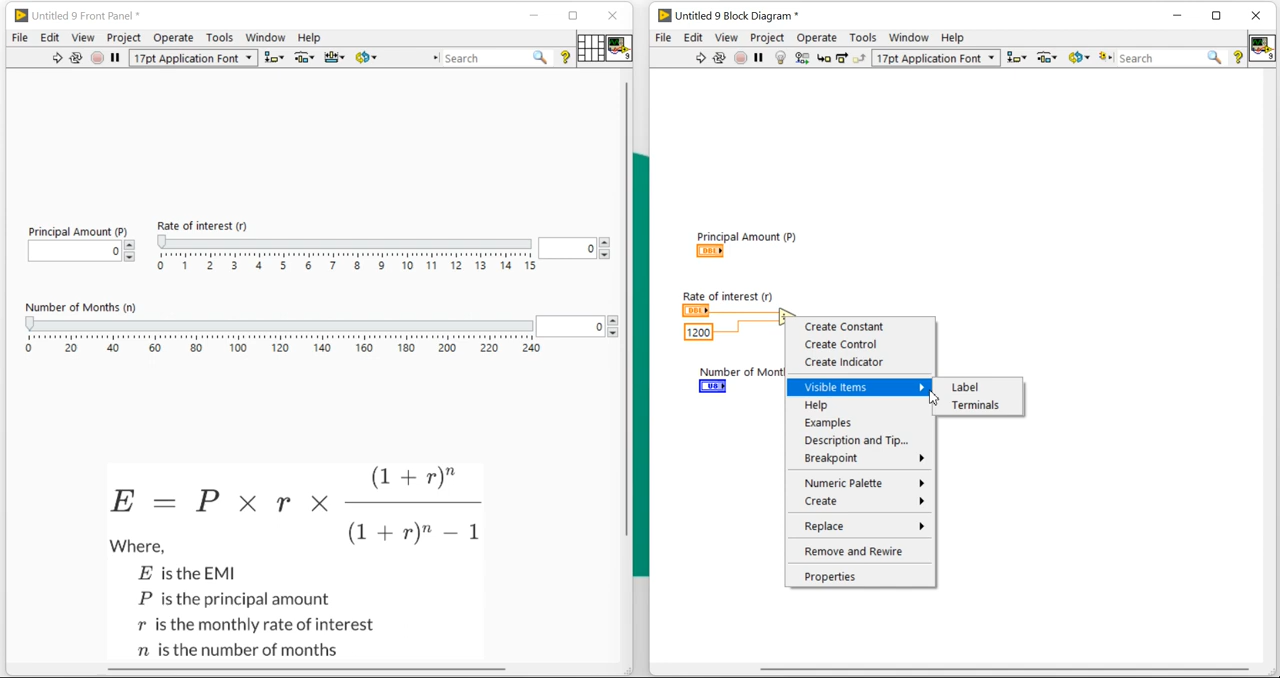 Untitled 9 Front Panel *
File Edit View Project Operate Tools Window Help
17pt Application Font Search ? 9
Principal Amount (P)
0
Rate of interest (r)
0
0 1 2 3 4 5 6 7 8 9 10 11 12 13 14 15
Number of Months (n)
0
0 20 40 60 80 100 120 140 160 180 200 220 240
E = P × r × (1 + r)^n / (1 + r)^n − 1
Where,
E is the EMI
P is the principal amount
r is the monthly rate of interest
n is the number of months
Untitled 9 Block Diagram *
File Edit View Project Operate Tools Window Help
17pt Application Font Search ? 9
Principal Amount (P)
DBL
Rate of interest (r)
DBL
1200
Number of Mont
U8
Create Constant
Create Control
Create Indicator
Visible Items
Help
Examples
Description and Tip...
Breakpoint
Numeric Palette
Create
Replace
Remove and Rewire
Properties
Label
Terminals